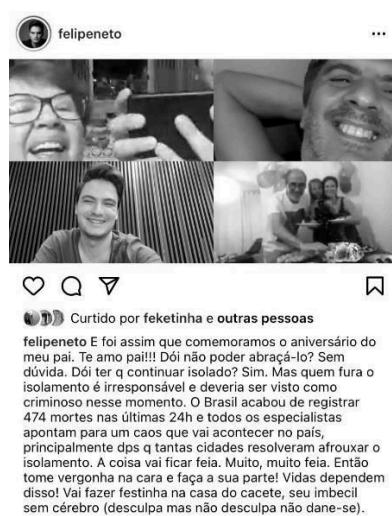 felipeneto
Curtido por feketinha e outras pessoas
felipeneto E foi assim que comemoramos o aniversário do
meu pai. Te amo pai!!! Dói não poder abraçá-lo? Sem
dúvida. Dói ter q continuar isolado? Sim. Mas quem fura o
isolamento é irresponsável e deveria ser visto como
criminoso nesse momento. O Brasil acabou de registrar
474 mortes nas últimas 24h e todos os especialistas
apontam para um caos que vai acontecer no país,
principalmente dps q tantas cidades resolveram afrouxar o
isolamento. A coisa vai ficar feia. Muito, muito feia. Então
tome vergonha na cara e faça a sua parte! Vidas dependem
disso! Vai fazer festinha na casa do cacete, seu imbecil
sem cérebro (desculpa mas não desculpa não dane-se).